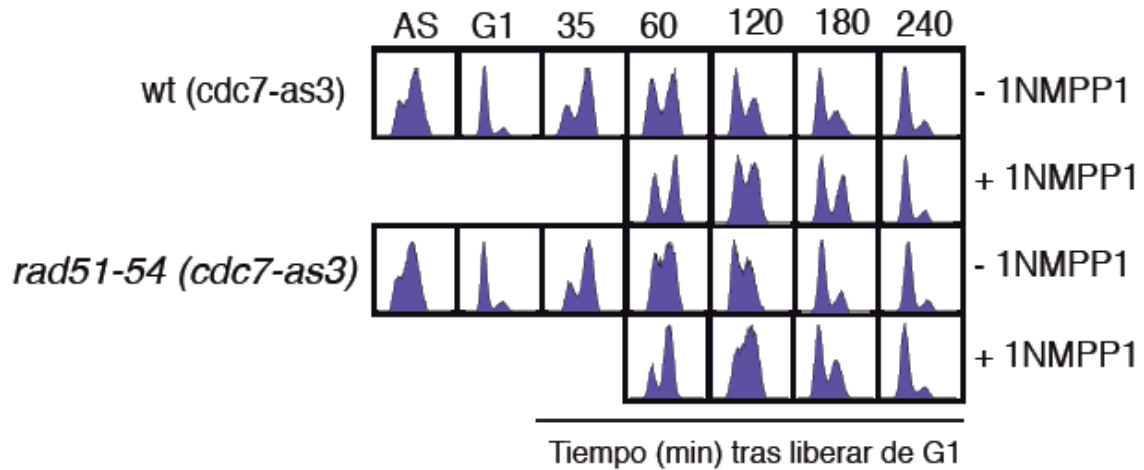 AS G1 35 60 120 180 240
wt (cdc7-as3) - 1NMPP1
+ 1NMPP1
rad51-54 (cdc7-as3) - 1NMPP1
+ 1NMPP1
Tiempo (min) tras liberar de G1